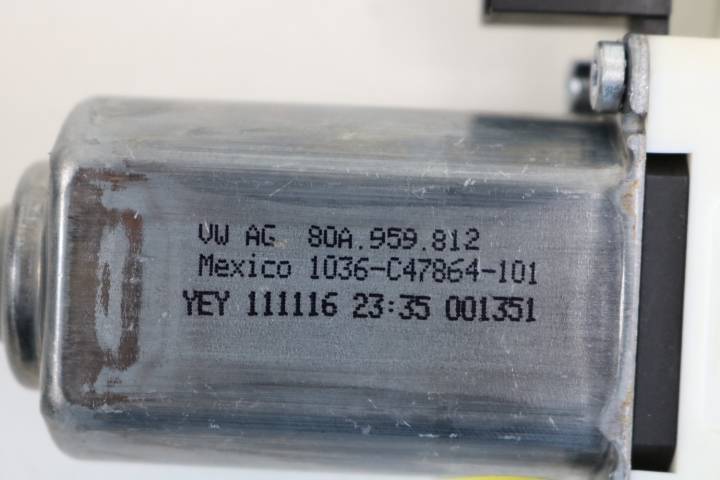 VW AG 80A.959.812
Mexico 1036-C47864-101
YEY 111116 23:35 001351